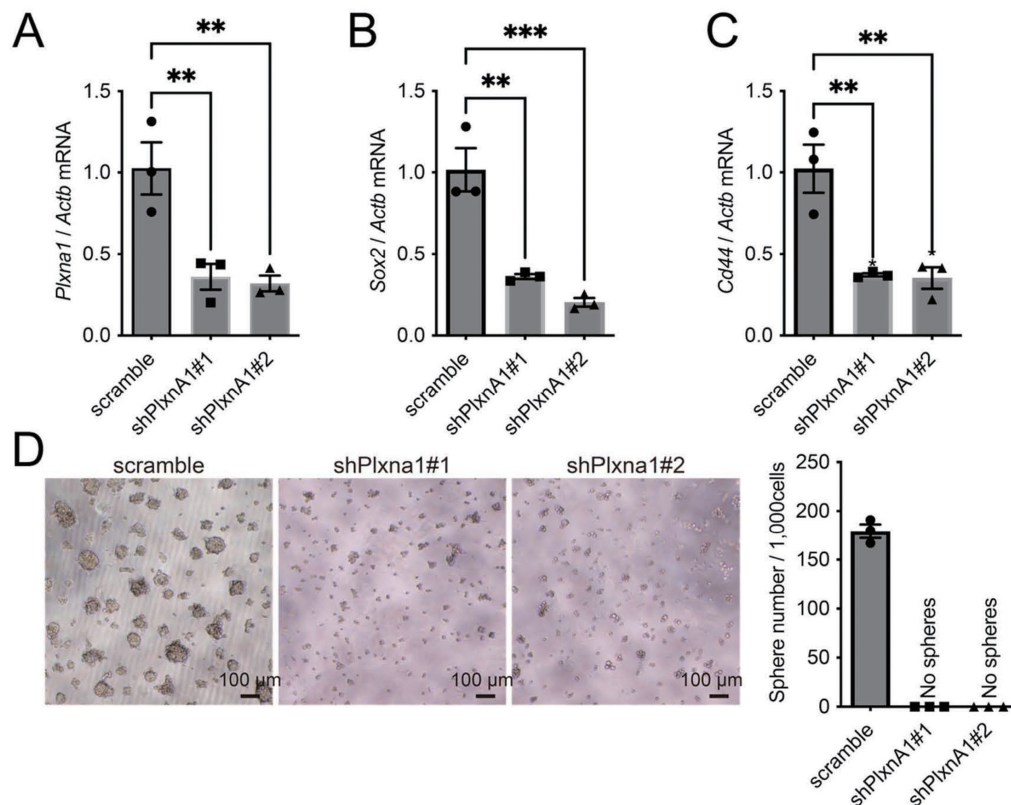 A
**
**
Plxna1 / Actb mRNA
1.5
1.0
0.5
0.0
scramble
shPlxnA1#1
shPlxnA1#2
B
***
**
Sox2 / Actb mRNA
1.5
1.0
0.5
0.0
scramble
shPlxnA1#1
shPlxnA1#2
C
**
**
Cd44 / Actb mRNA
1.5
1.0
0.5
0.0
*
*
scramble
shPlxnA1#1
shPlxnA1#2
D
scramble
shPlxna1#1
shPlxna1#2
100 μm
100 μm
100 μm
Sphere number / 1,000cells
250
200
150
100
50
0
No spheres
No spheres
scramble
shPlxnA1#1
shPlxnA1#2